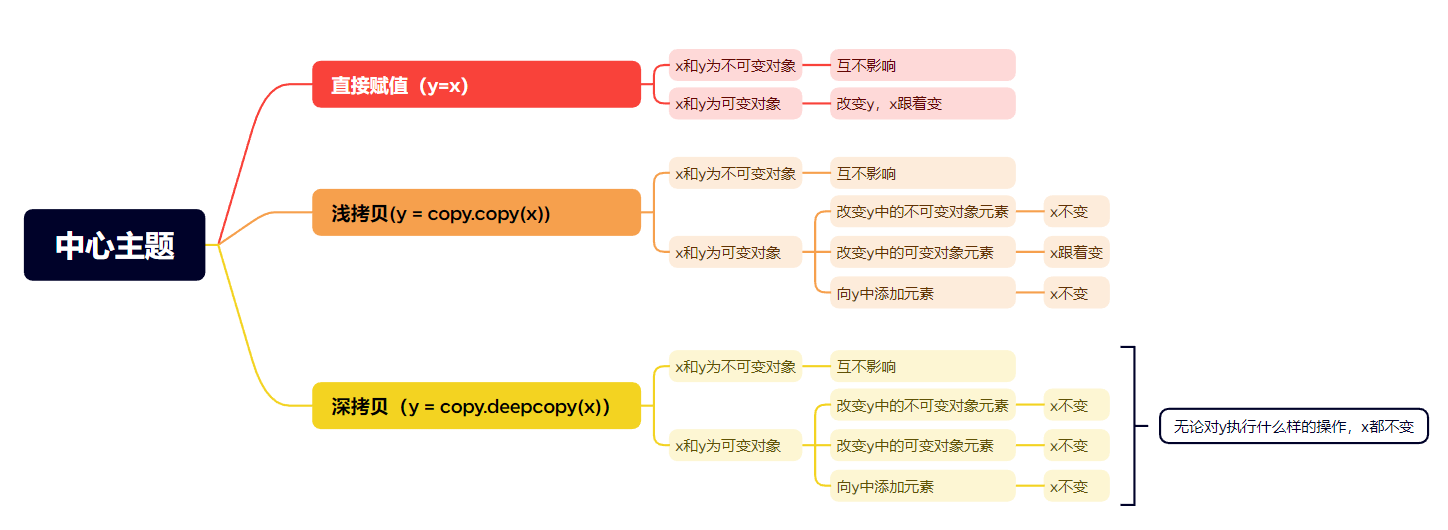 中心主题
直接赋值（y=x）
x和y为不可变对象
互不影响
x和y为可变对象
改变y，x跟着变
浅拷贝(y = copy.copy(x))
x和y为不可变对象
互不影响
x和y为可变对象
改变y中的不可变对象元素
x不变
改变y中的可变对象元素
x跟着变
向y中添加元素
x不变
深拷贝（y = copy.deepcopy(x)）
x和y为不可变对象
互不影响
x和y为可变对象
改变y中的不可变对象元素
x不变
改变y中的可变对象元素
x不变
向y中添加元素
x不变
无论对y执行什么样的操作，x都不变